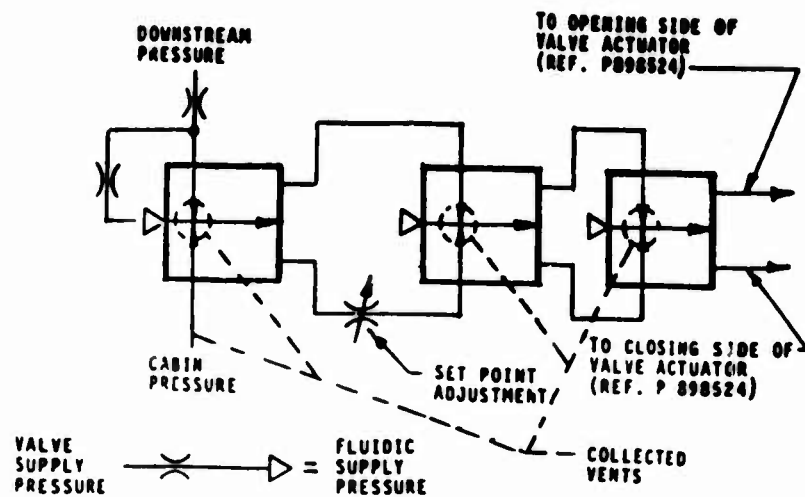 DOWNSTREAM
PRESSURE
TO OPENING SIDE OF
VALVE ACTUATOR
(REF. P898524)
CABIN
PRESSURE
SET POINT
ADJUSTMENT
TO CLOSING SIDE OF
VALVE ACTUATOR
(REF. P 898524)
VALVE
SUPPLY
PRESSURE
=
FLUIDIC
SUPPLY
PRESSURE
COLLECTED
VENTS